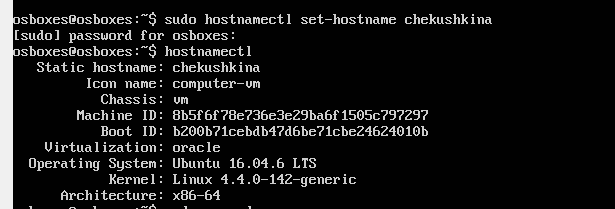 osboxes@osboxes:~$ sudo hostnamectl set-hostname chekushkina
[sudo] password for osboxes:
osboxes@osboxes:~$ hostnamectl
Static hostname: chekushkina
Icon name: computer-vm
Chassis: vm
Machine ID: 8b5f6f78e736e3e29ba6f1505c797297
Boot ID: b200b71cebdb47d6be71cbe24624010b
Virtualization: oracle
Operating System: Ubuntu 16.04.6 LTS
Kernel: Linux 4.4.0-142-generic
Architecture: x86-64